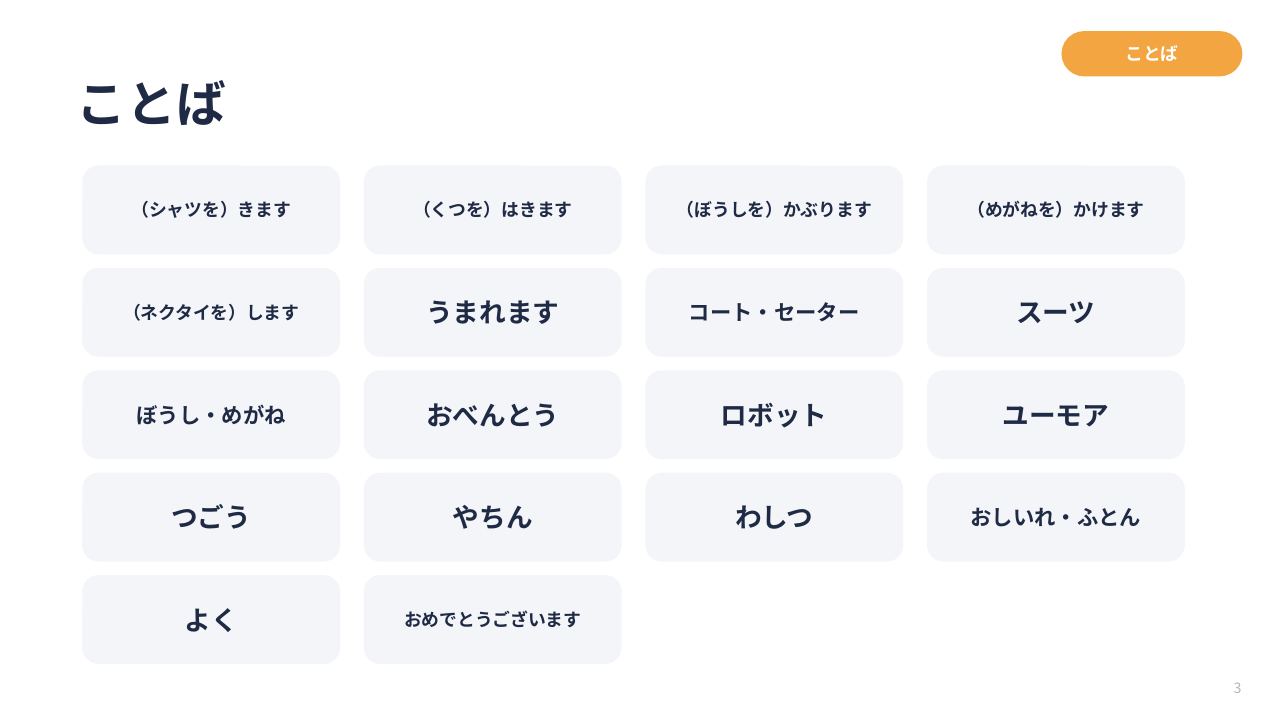 ことば
ことば
（シャツを）きます
（くつを）はきます
（ぼうしを）かぶります
（めがねを）かけます
（ネクタイを）します
うまれます
コート・セーター
スーツ
ぼうし・めがね
おべんとう
ロボット
ユーモア
つごう
やちん
わしつ
おしいれ・ふとん
よく
おめでとうございます
3